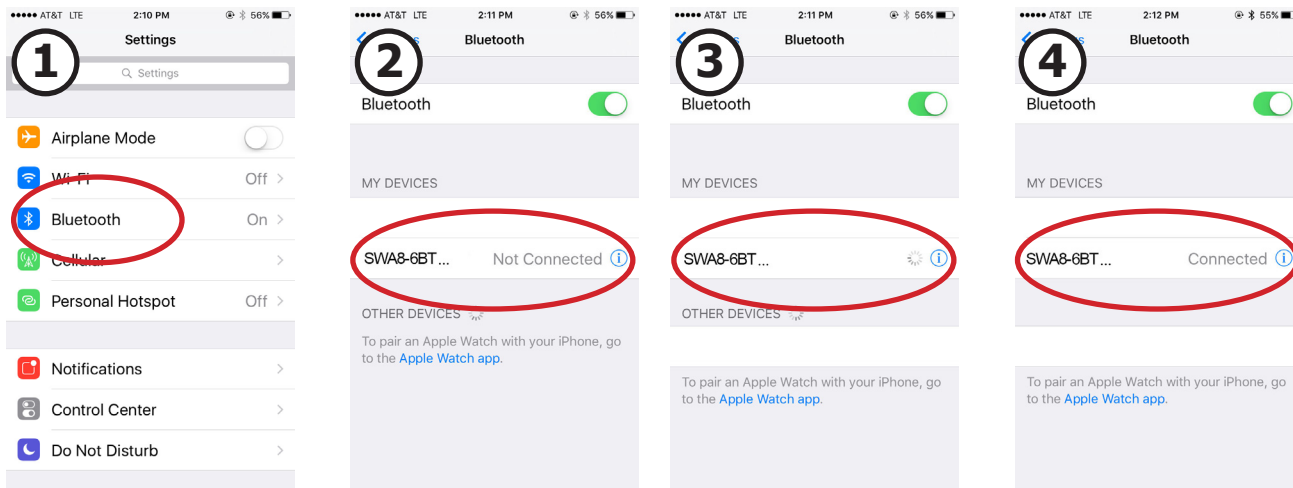 AT&T LTE 2:10 PM 56%
Settings
1
Settings
Airplane Mode
Wi-Fi Off
Bluetooth On
Cellular
Personal Hotspot Off
Notifications
Control Center
Do Not Disturb
AT&T LTE 2:11 PM 56%
Bluetooth
2
Bluetooth
MY DEVICES
SWA8-6BT... Not Connected
OTHER DEVICES
To pair an Apple Watch with your iPhone, go
to the Apple Watch app.
AT&T LTE 2:11 PM 56%
Bluetooth
3
Bluetooth
MY DEVICES
SWA8-6BT...
OTHER DEVICES
To pair an Apple Watch with your iPhone, go
to the Apple Watch app.
AT&T LTE 2:12 PM 55%
Bluetooth
4
Bluetooth
MY DEVICES
SWA8-6BT... Connected
To pair an Apple Watch with your iPhone, go
to the Apple Watch app.